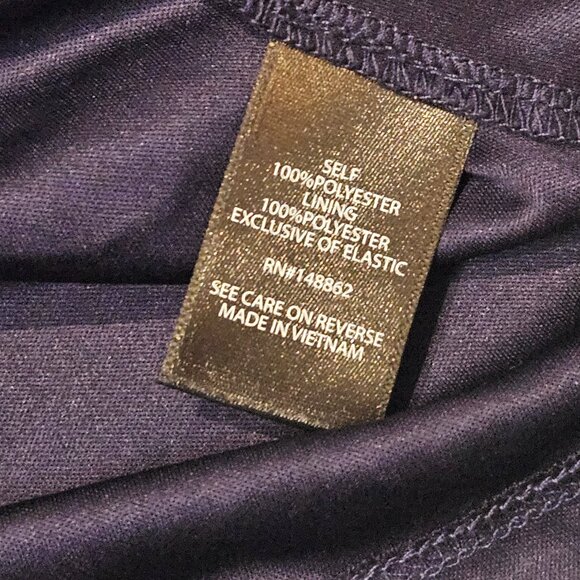 SELF
100%POLYESTER
LINING
100%POLYESTER
EXCLUSIVE OF ELASTIC
RN#148862
SEE CARE ON REVERSE
MADE IN VIETNAM